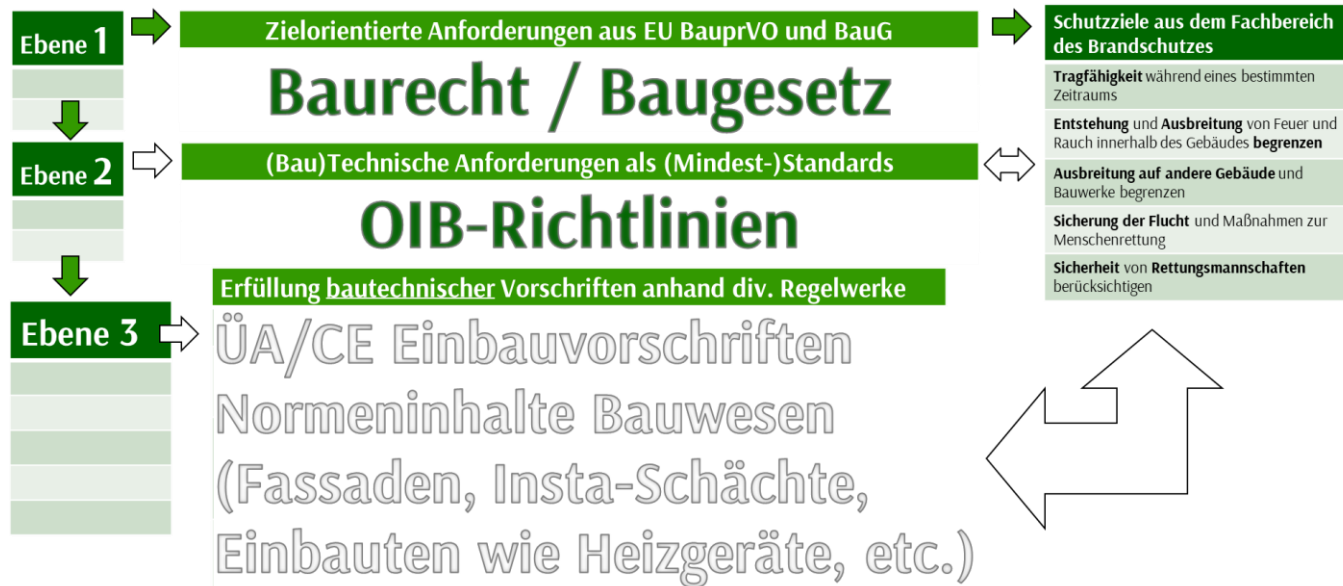 Ebene 1
Zielorientierte Anforderungen aus EU BauprVO und BauG
Baurecht / Baugesetz
Ebene 2
(Bau)Technische Anforderungen als (Mindest-)Standards
OIB-Richtlinien
Ebene 3
Erfüllung bautechnischer Vorschriften anhand div. Regelwerke
ÜA/CE Einbauvorschriften
Normeninhalte Bauwesen
(Fassaden, Insta-Schächte,
Einbauten wie Heizgeräte, etc.)
Schutzziele aus dem Fachbereich
des Brandschutzes
Tragfähigkeit während eines bestimmten
Zeitraums
Entstehung und Ausbreitung von Feuer und
Rauch innerhalb des Gebäudes begrenzen
Ausbreitung auf andere Gebäude und
Bauwerke begrenzen
Sicherung der Flucht und Maßnahmen zur
Menschenrettung
Sicherheit von Rettungsmannschaften
berücksichtigen